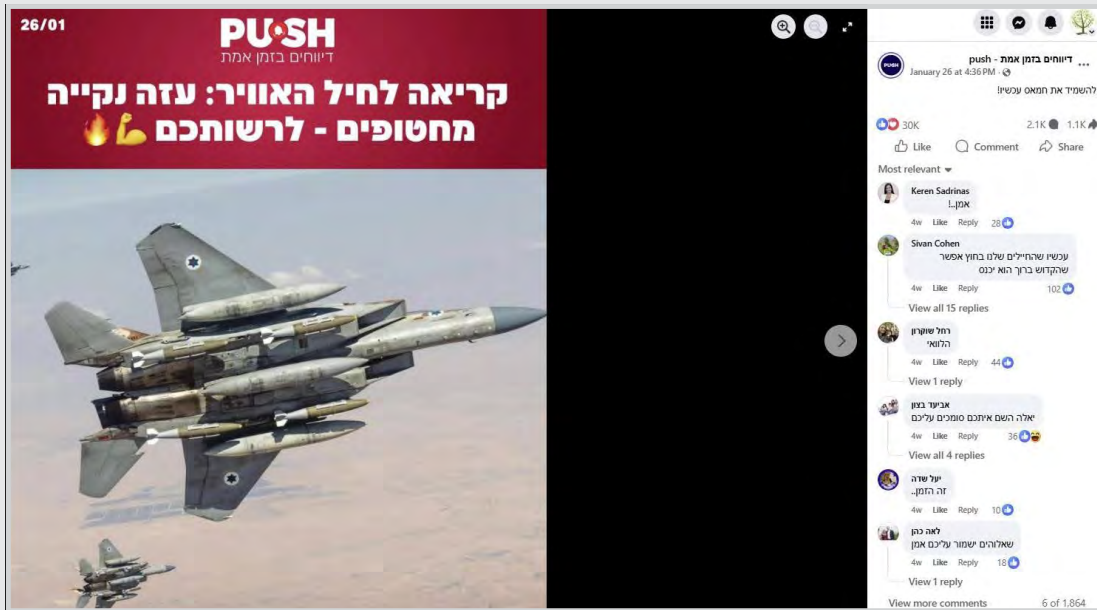 26/01
PUSH
דיווחים בזמן אמת
קריאה לחיל האוויר: עזה נקייה
מחטופים - לרשותכם 💪🔥
PUSH
דיווחים בזמן אמת - push
January 26 at 4:36 PM ·
להשמיד את חמאס עכשיו!
30K
2.1K 1.1K
Like Comment Share
Most relevant
Keren Sadrinas
אמן..!
4w Like Reply 28
Sivan Cohen
עכשיו שהחיילים שלנו בחוץ אפשר
שהקדוש ברוך הוא יכנס
4w Like Reply 102
View all 15 replies
רחל שוקרון
הלוואי
4w Like Reply 44
View 1 reply
אביעד בצון
יאלה השם איתכם סומכים עליכם
4w Like Reply 36
View all 4 replies
יעל שדה
זה הזמן..
4w Like Reply 10
לאה כהן
שאלוהים ישמור עליכם אמן
4w Like Reply 18
View 1 reply
View more comments 6 of 1,864